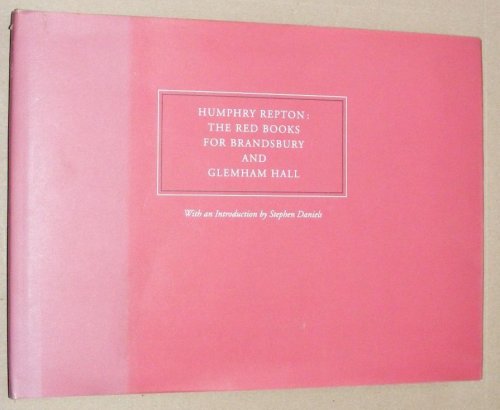 HUMPHRY REPTON:
THE RED BOOKS
FOR BRANDSBURY
AND
GLEMHAM HALL
With an Introduction by Stephen Daniels